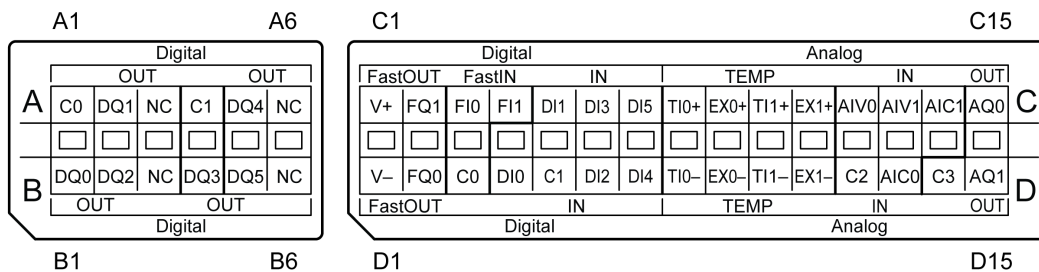 A1 A6 C1 C15
Digital Digital Analog
OUT OUT FastOUT FastIN IN TEMP IN OUT
A C0 DQ1 NC C1 DQ4 NC V+ FQ1 FI0 FI1 DI1 DI3 DI5 TI0+ EX0+ TI1+ EX1+ AIV0 AIV1 AIC1 AQ0 C
B DQ0 DQ2 NC DQ3 DQ5 NC V– FQ0 C0 DI0 C1 DI2 DI4 TI0– EX0– TI1– EX1– C2 AIC0 C3 AQ1 D
OUT OUT FastOUT IN TEMP IN OUT
Digital Digital Analog
B1 B6 D1 D15